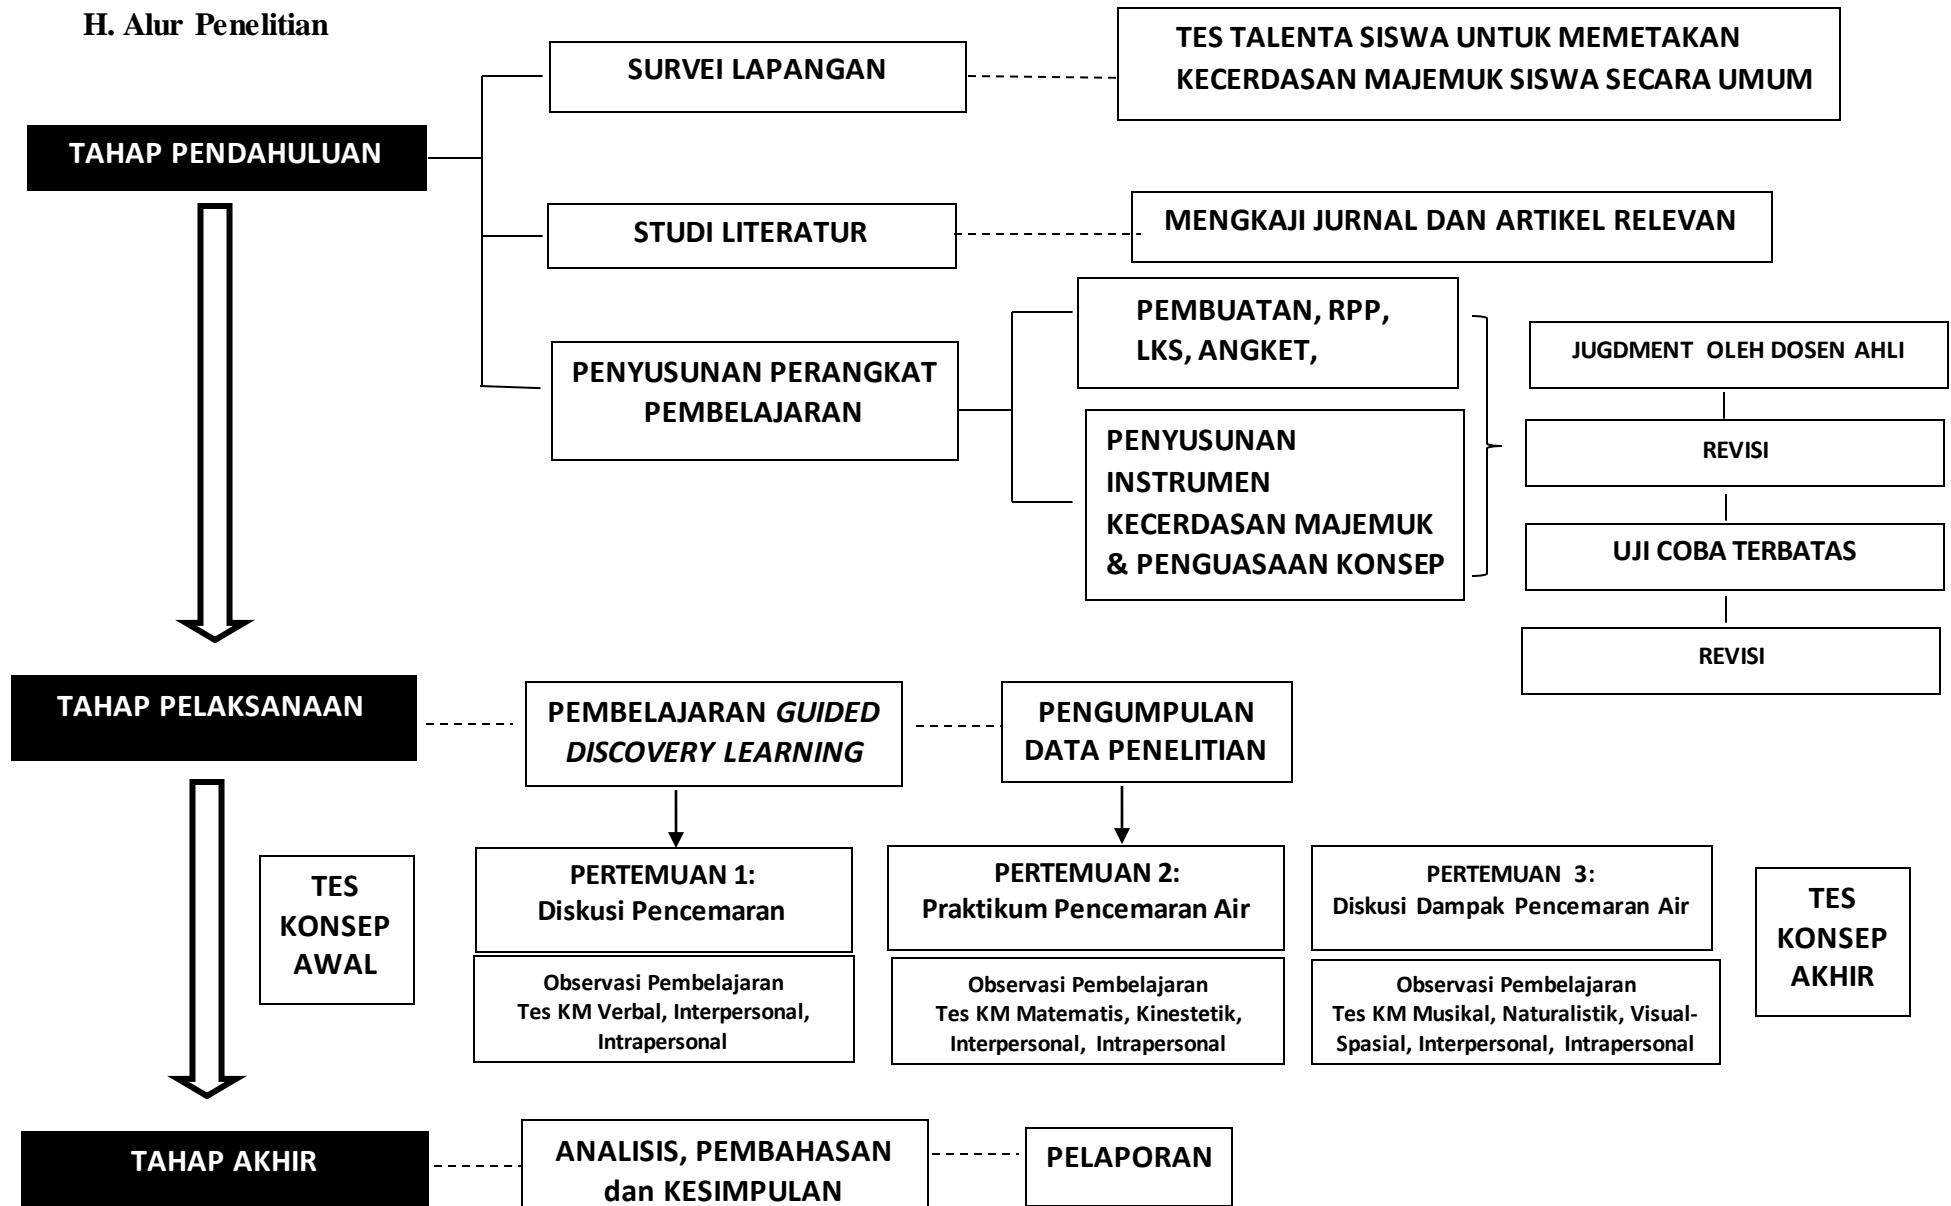 H. Alur Penelitian
TAHAP PENDAHULUAN
SURVEI LAPANGAN
TES TALENTA SISWA UNTUK MEMETAKAN
KECERDASAN MAJEMUK SISWA SECARA UMUM
STUDI LITERATUR
MENGKAJI JURNAL DAN ARTIKEL RELEVAN
PENYUSUNAN PERANGKAT
PEMBELAJARAN
PEMBUATAN, RPP,
LKS, ANGKET,
PENYUSUNAN
INSTRUMEN
KECERDASAN MAJEMUK
& PENGUASAAN KONSEP
JUGDMENT OLEH DOSEN AHLI
REVISI
UJI COBA TERBATAS
REVISI
TAHAP PELAKSANAAN
PEMBELAJARAN GUIDED
DISCOVERY LEARNING
PENGUMPULAN
DATA PENELITIAN
TES
KONSEP
AWAL
PERTEMUAN 1:
Diskusi Pencemaran
Observasi Pembelajaran
Tes KM Verbal, Interpersonal,
Intrapersonal
PERTEMUAN 2:
Praktikum Pencemaran Air
Observasi Pembelajaran
Tes KM Matematis, Kinestetik,
Interpersonal, Intrapersonal
PERTEMUAN 3:
Diskusi Dampak Pencemaran Air
Observasi Pembelajaran
Tes KM Musikal, Naturalistik, Visual-
Spasial, Interpersonal, Intrapersonal
TES
KONSEP
AKHIR
TAHAP AKHIR
ANALISIS, PEMBAHASAN
dan KESIMPULAN
PELAPORAN